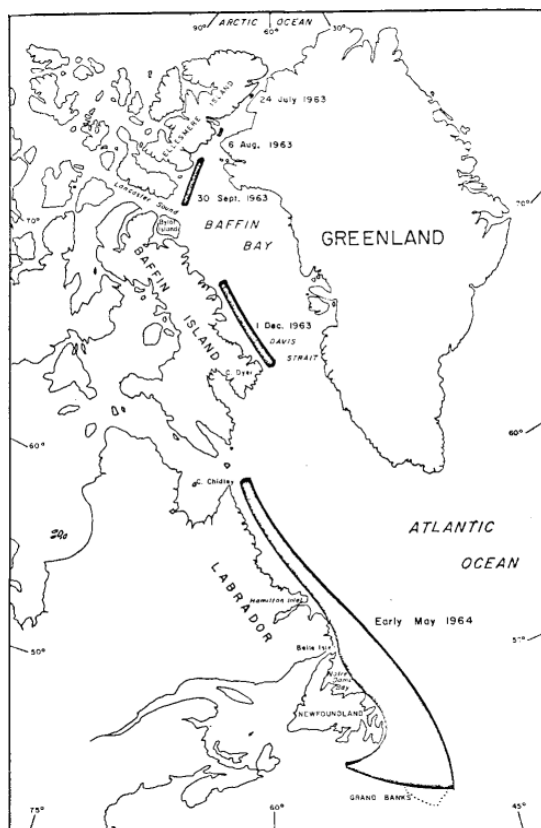 90° ARCTIC OCEAN 30°
60°
24 July 1963
ELLESMERE ISLAND
6 Aug. 1963
Lancaster Sound
30 Sept. 1963
70°
70°
Bylot
Island
BAFFIN
BAY
GREENLAND
BAFFIN ISLAND
1 Dec. 1963
DAVIS
STRAIT
C. Dyer
60°
60°
C. Chidley
ATLANTIC
OCEAN
LABRADOR
Hamilton Inlet
Early May 1964
50°
Belle Isle
Notre
Dame
Bay
NEWFOUNDLAND
GRAND BANKS
75°
60°
45°